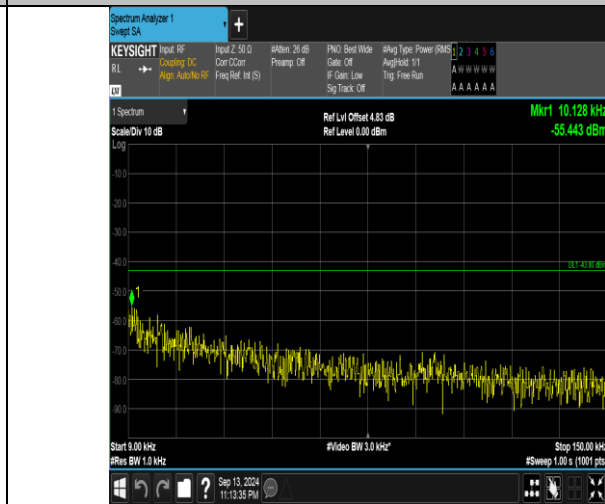 Spectrum Analyzer 1
Swept SA
+
KEYSIGHT Input: RF Input Z: 50 Ω #Atten: 26 dB PNO: Best Wide #Avg Type: Power (RMS 1 2 3 4 5 6
RL Coupling: DC Corr CCorr Preamp: Off Gate: Off Avg|Hold: 1/1 A W W W W W
Align: Auto/No RF Freq Ref: Int (S) IF Gain: Low Trig: Free Run
Sig Track: Off A A A A A A
LXI
1 Spectrum Ref Lvl Offset 4.83 dB Mkr1 10.128 kHz
Scale/Div 10 dB Ref Level 0.00 dBm -55.443 dBm
Log
-10.0
-20.0
-30.0
-40.0 DL1 -43.00 dBm
-50.0 1
-60.0
-70.0
-80.0
-90.0
Start 9.00 kHz #Video BW 3.0 kHz* Stop 150.00 kHz
#Res BW 1.0 kHz #Sweep 1.00 s (1001 pts
? Sep 13, 2024
11:13:35 PM